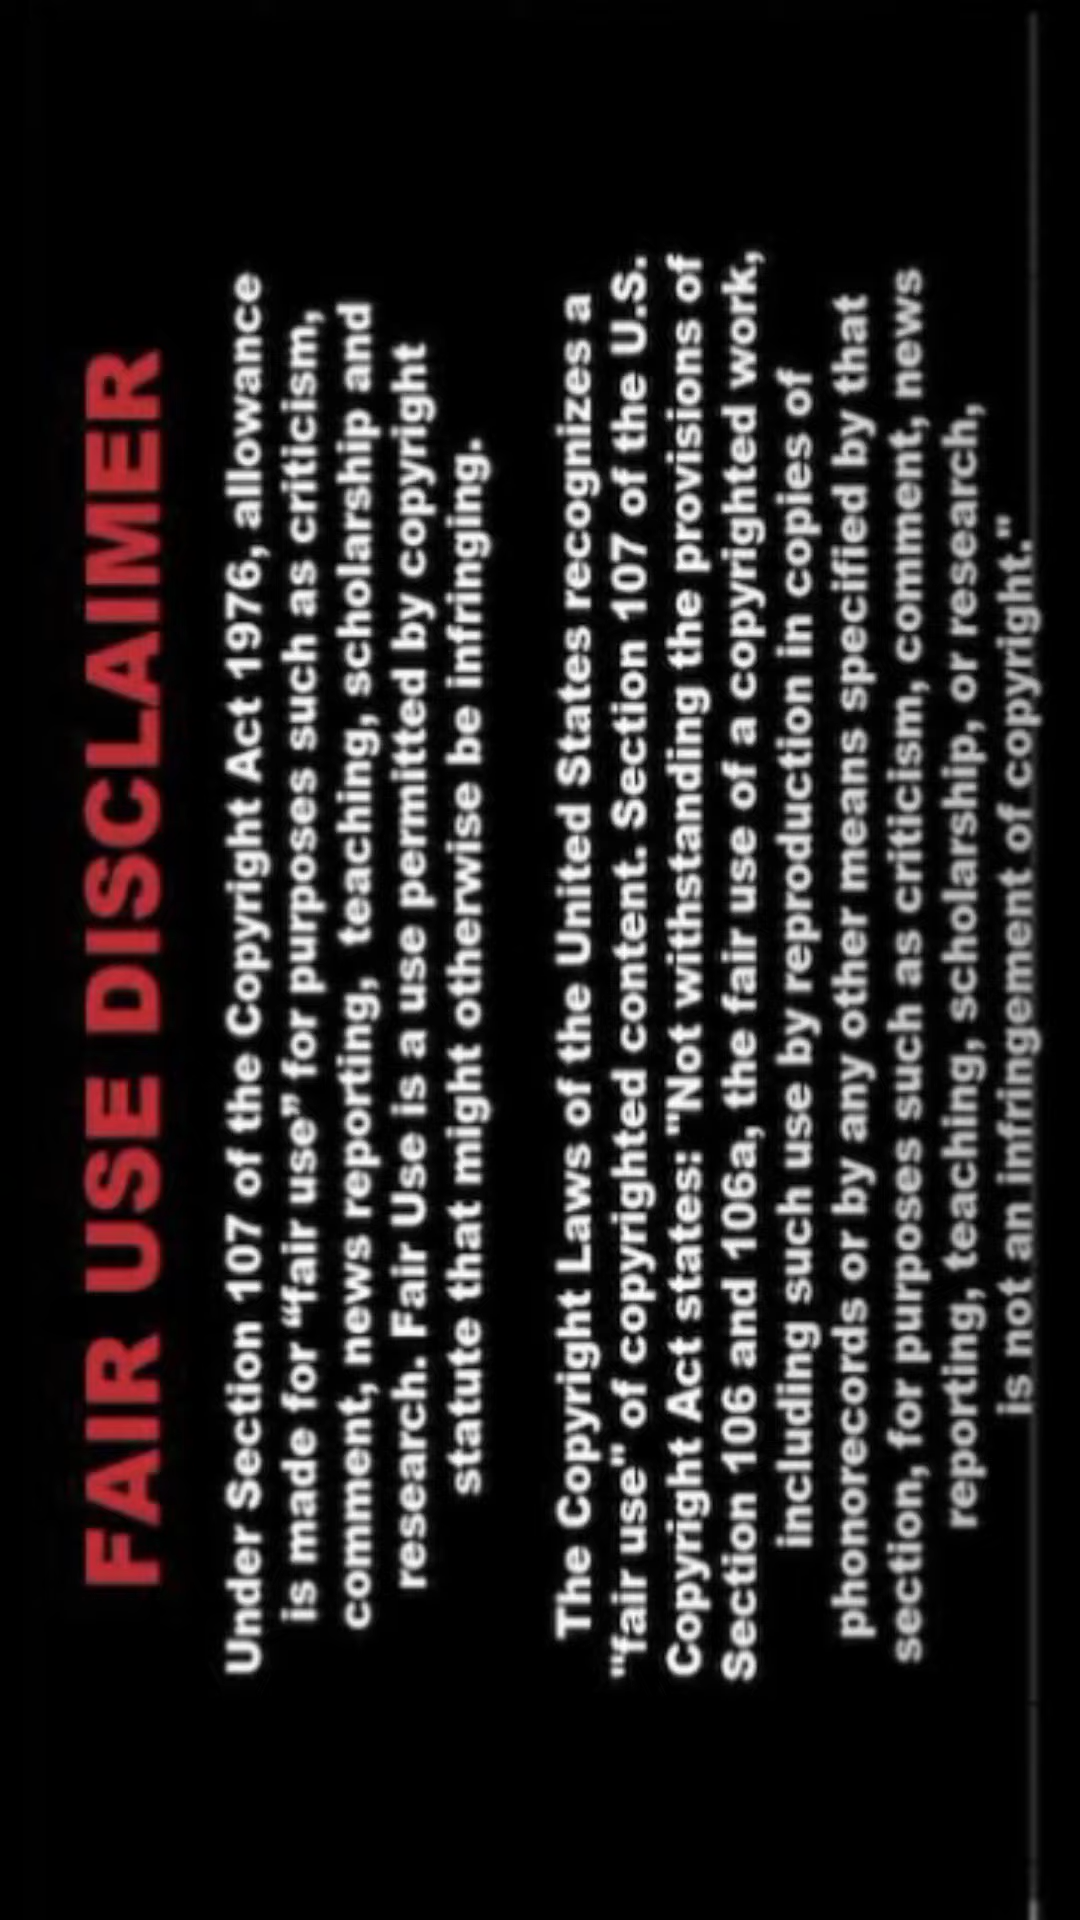 FAIR USE DISCLAIMER
Under Section 107 of the Copyright Act 1976, allowance
is made for “fair use” for purposes such as criticism,
comment, news reporting, teaching, scholarship and
research. Fair Use is a use permitted by copyright
statute that might otherwise be infringing.
The Copyright Laws of the United States recognizes a
"fair use" of copyrighted content. Section 107 of the U.S.
Copyright Act states: "Not withstanding the provisions of
Section 106 and 106a, the fair use of a copyrighted work,
including such use by reproduction in copies of
phonorecords or by any other means specified by that
section, for purposes such as criticism, comment, news
reporting, teaching, scholarship, or research,
is not an infringement of copyright."